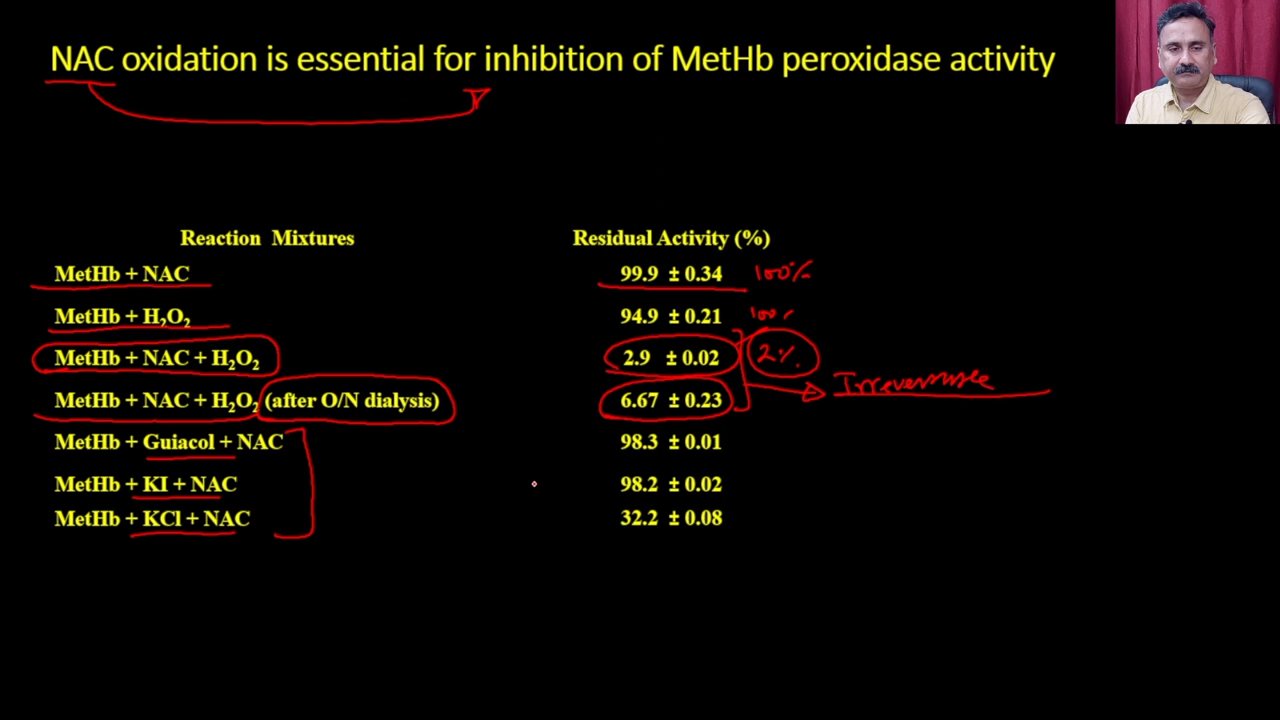 NAC oxidation is essential for inhibition of MetHb peroxidase activity
Reaction Mixtures Residual Activity (%)
MetHb + NAC 99.9 ± 0.34 100%
MetHb + H₂O₂ 94.9 ± 0.21 100%
MetHb + NAC + H₂O₂ 2.9 ± 0.02 2%
MetHb + NAC + H₂O₂ (after O/N dialysis) 6.67 ± 0.23
MetHb + Guiacol + NAC 98.3 ± 0.01
MetHb + KI + NAC 98.2 ± 0.02
MetHb + KCl + NAC 32.2 ± 0.08